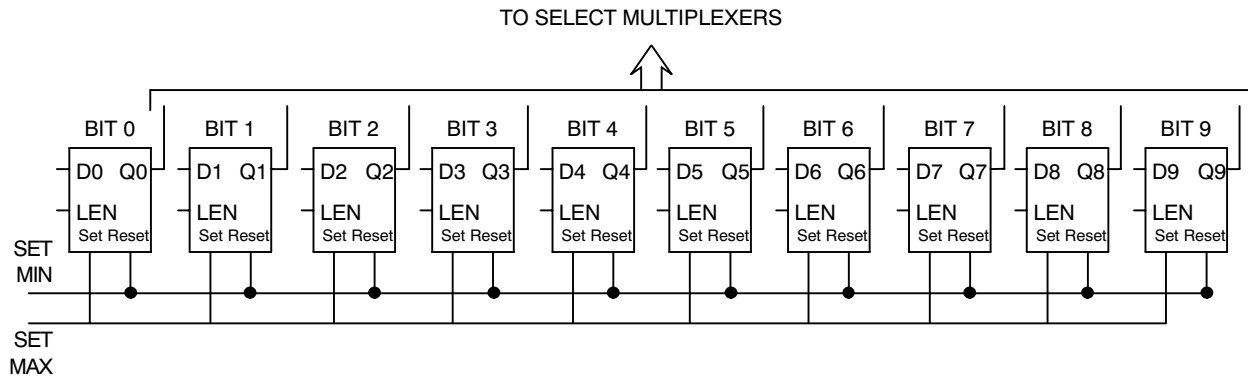 TO SELECT MULTIPLEXERS
BIT 0 BIT 1 BIT 2 BIT 3 BIT 4 BIT 5 BIT 6 BIT 7 BIT 8 BIT 9
D0 Q0 D1 Q1 D2 Q2 D3 Q3 D4 Q4 D5 Q5 D6 Q6 D7 Q7 D8 Q8 D9 Q9
LEN LEN LEN LEN LEN LEN LEN LEN LEN LEN
Set Reset Set Reset Set Reset Set Reset Set Reset Set Reset Set Reset Set Reset Set Reset Set Reset
SET
MIN
SET
MAX